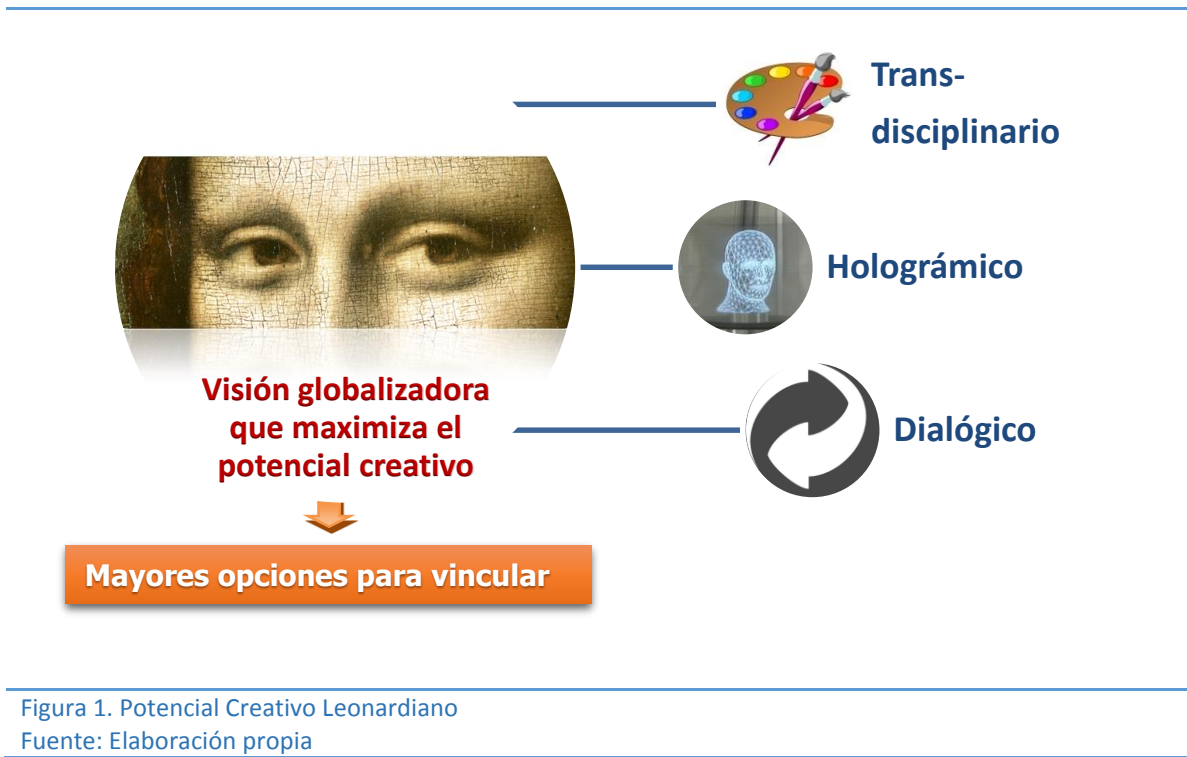 Trans-
disciplinario
Holográmico
Visión globalizadora
que maximiza el
potencial creativo
Dialógico
Mayores opciones para vincular
Figura 1. Potencial Creativo Leonardiano
Fuente: Elaboración propia